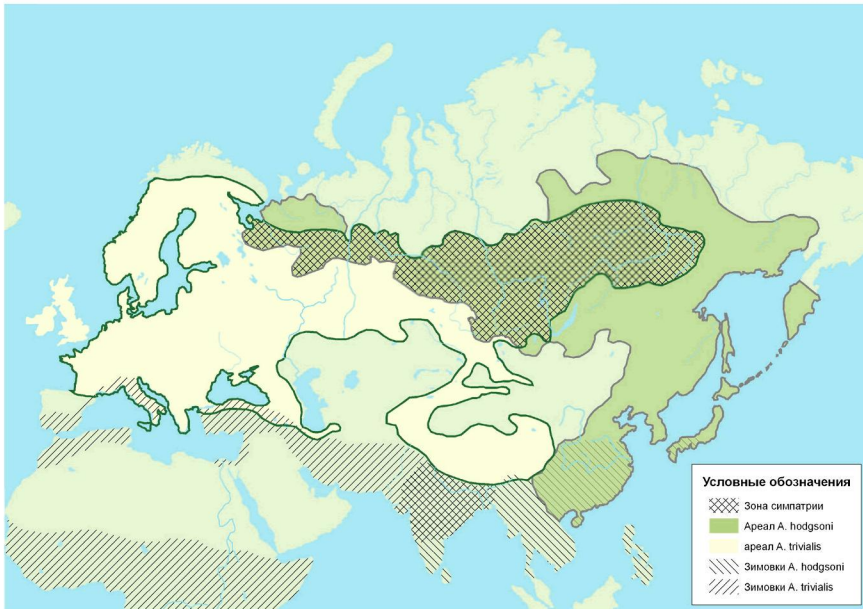 Условные обозначения
Зона симпатрии
Ареал A. hodgsoni
ареал A. trivialis
Зимовки A. hodgsoni
Зимовки A. trivialis